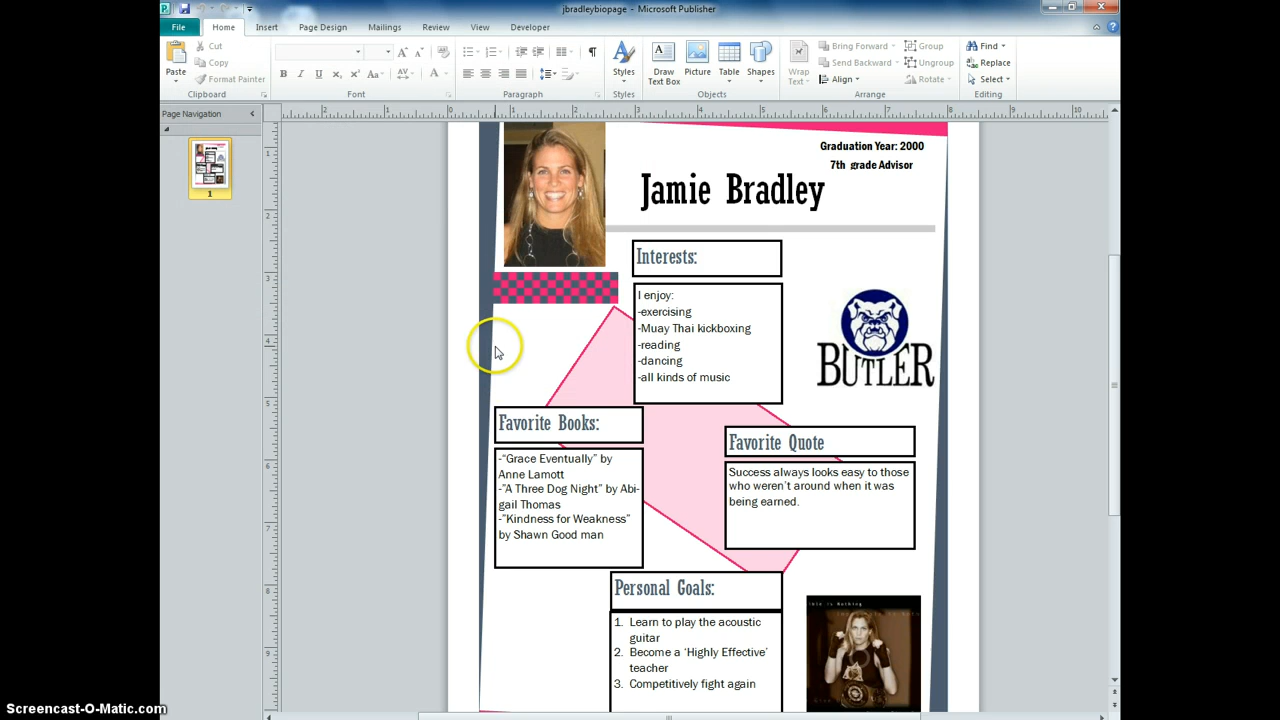 jbradleybiopage - Microsoft Publisher
File Home Insert Page Design Mailings Review View Developer
Cut
Copy
Format Painter
Paste
Clipboard
Font
Paragraph
Styles
Styles
Draw Text Box
Picture
Table
Shapes
Objects
Wrap Text
Bring Forward
Send Backward
Align
Group
Ungroup
Rotate
Arrange
Find
Replace
Select
Editing
Page Navigation
1
Graduation Year: 2000
7th grade Advisor
Jamie Bradley
Interests:
I enjoy:
-exercising
-Muay Thai kickboxing
-reading
-dancing
-all kinds of music
BUTLER
Favorite Books:
-"Grace Eventually" by
Anne Lamott
-"A Three Dog Night" by Abi-
gail Thomas
-"Kindness for Weakness"
by Shawn Good man
Favorite Quote
Success always looks easy to those
who weren't around when it was
being earned.
Personal Goals:
1. Learn to play the acoustic
guitar
2. Become a 'Highly Effective'
teacher
3. Competitively fight again
Screencast-O-Matic.com